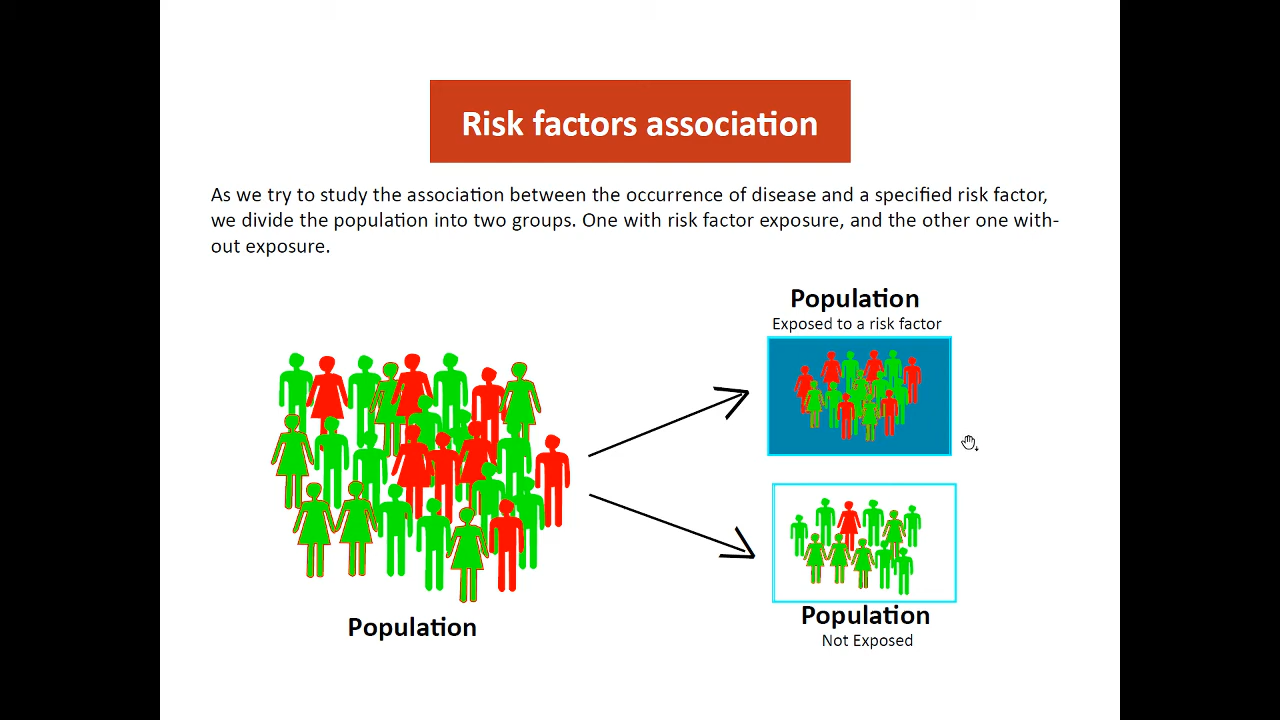 Risk factors association
As we try to study the association between the occurrence of disease and a specified risk factor,
we divide the population into two groups. One with risk factor exposure, and the other one with-
out exposure.
Population
Exposed to a risk factor
Population
Not Exposed
Population